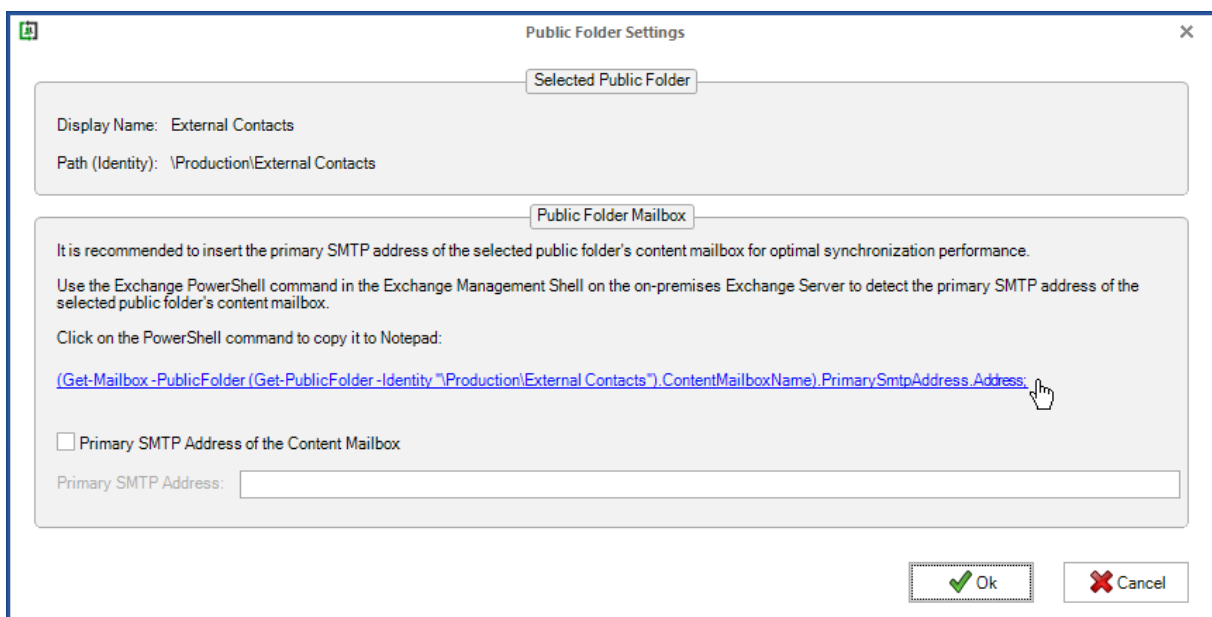 Public Folder Settings
Selected Public Folder
Display Name: External Contacts
Path (Identity): \Production\External Contacts
Public Folder Mailbox
It is recommended to insert the primary SMTP address of the selected public folder's content mailbox for optimal synchronization performance.
Use the Exchange PowerShell command in the Exchange Management Shell on the on-premises Exchange Server to detect the primary SMTP address of the
selected public folder's content mailbox.
Click on the PowerShell command to copy it to Notepad:
(Get-Mailbox -PublicFolder (Get-PublicFolder -Identity "\Production\External Contacts").ContentMailboxName).PrimarySmtpAddress.Address;
Primary SMTP Address of the Content Mailbox
Primary SMTP Address:
Ok
Cancel